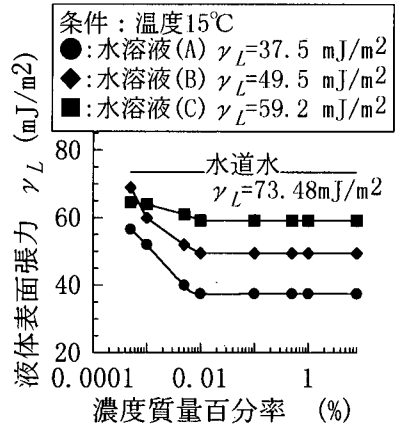 条件：温度15℃
●:水溶液(A) γL=37.5 mJ/m2
◆:水溶液(B) γL=49.5 mJ/m2
■:水溶液(C) γL=59.2 mJ/m2
液体表面張力 γL (mJ/m2)
80
60
40
20
水道水
γL=73.48mJ/m2
0.0001 0.01 1
濃度質量百分率 (%)